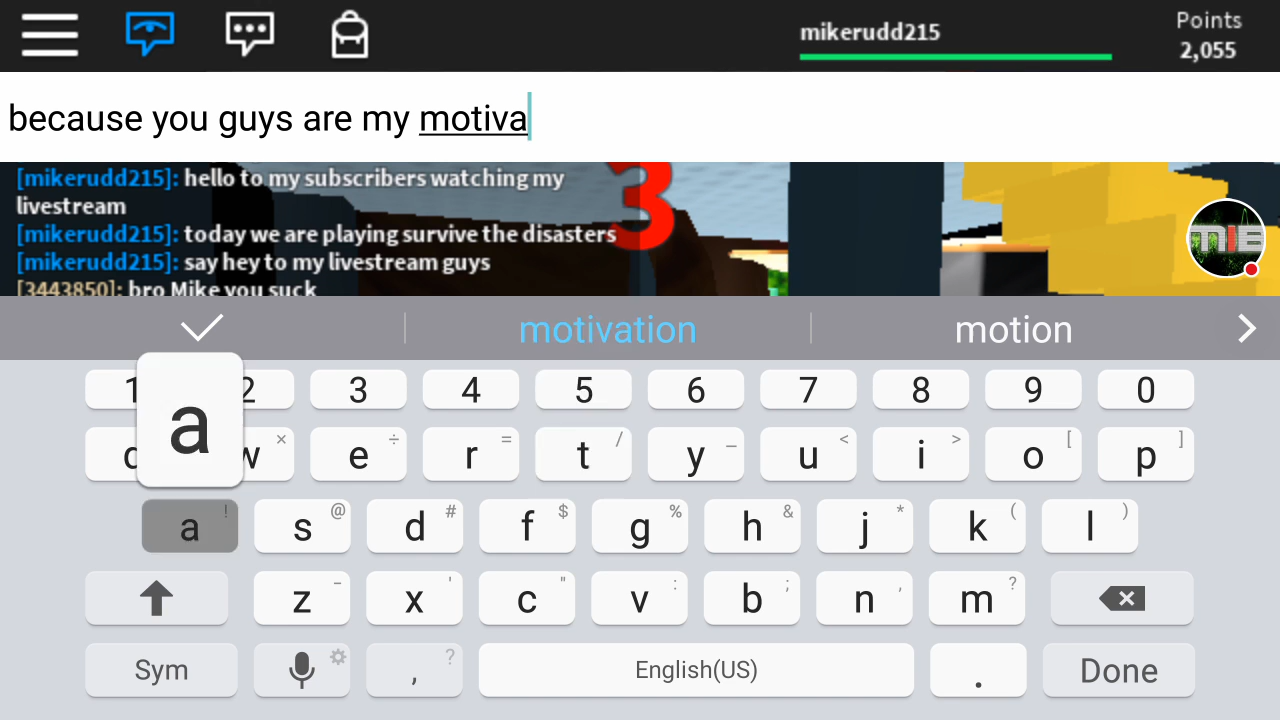 mikerudd215
Points
2,055
because you guys are my motiva
3
[mikerudd215]: hello to my subscribers watching my
livestream
[mikerudd215]: today we are playing survive the disasters
[mikerudd215]: say hey to my livestream guys
[3443850]: bro Mike you suck
MIB
motivation motion
1 2 3 4 5 6 7 8 9 0
a
w × e ÷ r = t / y _ u < i > o [ p ]
a ! s @ d # f $ g % h & j * k ( l )
z - x ' c " v : b ; n , m ?
Sym , ? English(US) . Done